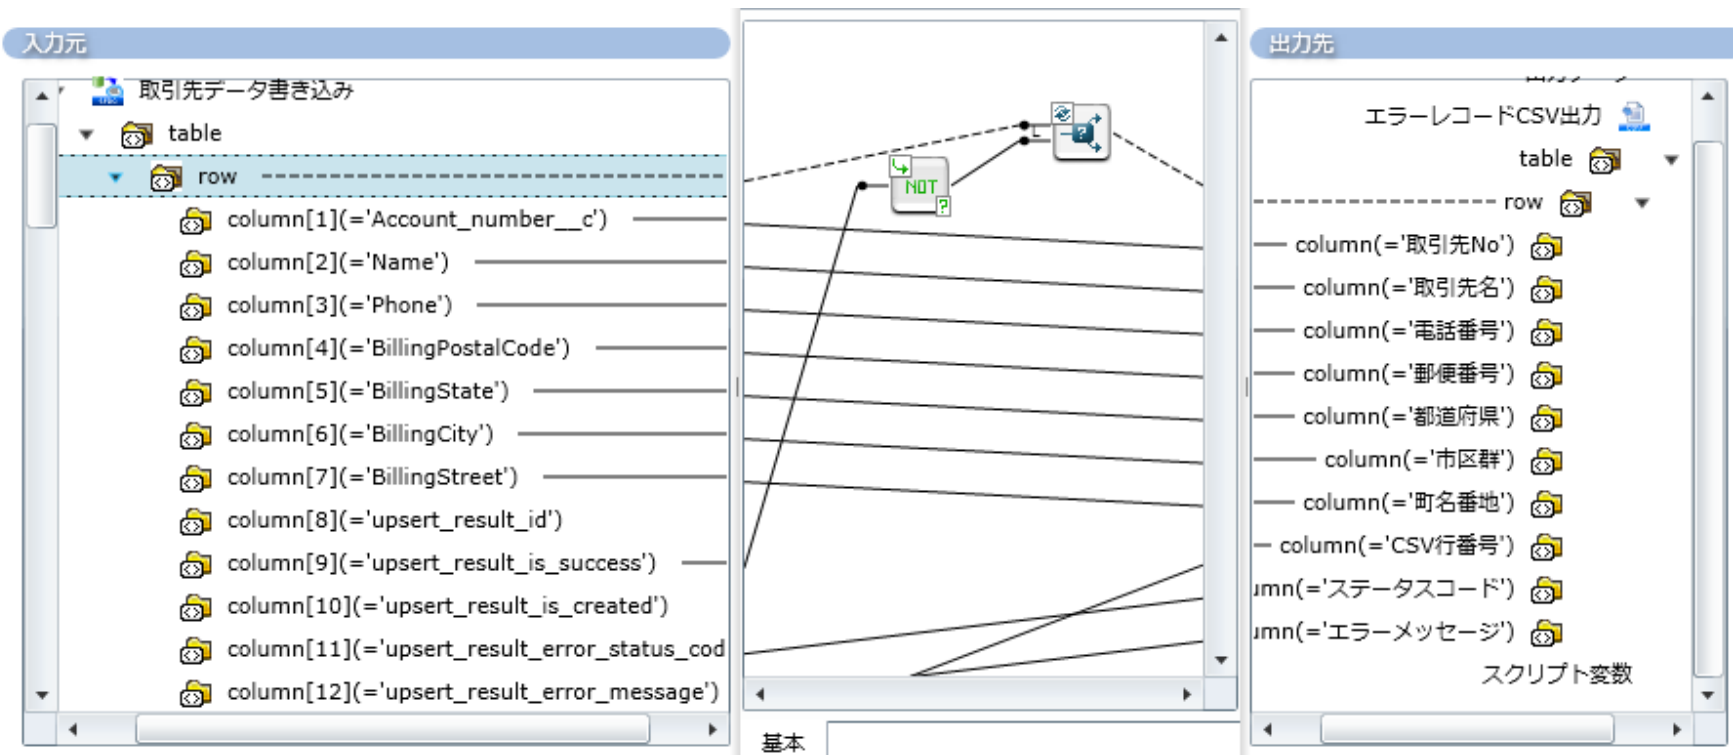 入力元
取引先データ書き込み
table
row
column[1](='Account_number__c')
column[2](='Name')
column[3](='Phone')
column[4](='BillingPostalCode')
column[5](='BillingState')
column[6](='BillingCity')
column[7](='BillingStreet')
column[8](='upsert_result_id')
column[9](='upsert_result_is_success')
column[10](='upsert_result_is_created')
column[11](='upsert_result_error_status_cod
column[12](='upsert_result_error_message')
NOT
?
?
基本
出力先
エラーレコードCSV出力
table
row
column(='取引先No')
column(='取引先名')
column(='電話番号')
column(='郵便番号')
column(='都道府県')
column(='市区群')
column(='町名番地')
column(='CSV行番号')
umn(='ステータスコード')
umn(='エラーメッセージ')
スクリプト変数